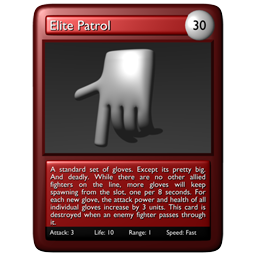 Elite Patrol
30
A standard set of gloves. Except its pretty big.
And deadly. While there are no other allied
fighters on the line, more gloves will keep
spawning from the slot, one per 8 seconds. For
each new glove, the attack power and health of all
individual gloves increase by 3 units. This card is
destroyed when an enemy fighter passes through
it.
Attack: 3 Life: 10 Range: 1 Speed: Fast